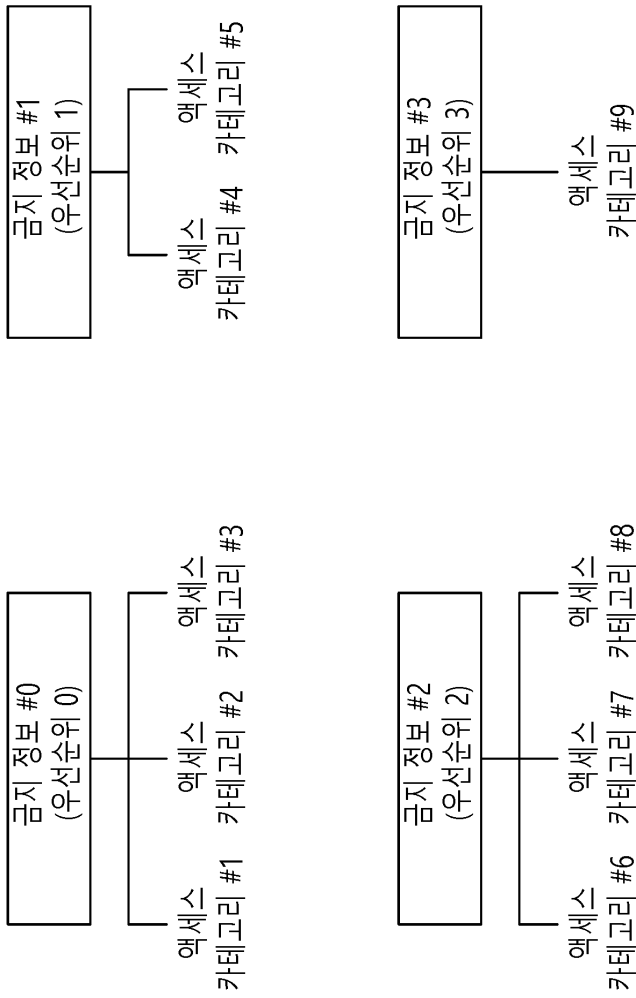 금지 정보 #0
(우선순위 0)
액세스
카테고리 #1
액세스
카테고리 #2
액세스
카테고리 #3
금지 정보 #1
(우선순위 1)
액세스
카테고리 #4
액세스
카테고리 #5
금지 정보 #2
(우선순위 2)
액세스
카테고리 #6
액세스
카테고리 #7
액세스
카테고리 #8
금지 정보 #3
(우선순위 3)
액세스
카테고리 #9